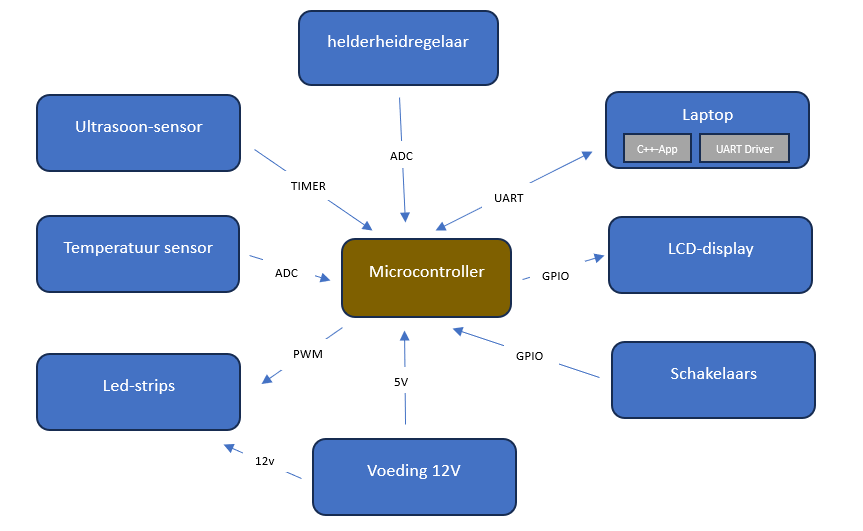 helderheidregelaar
Ultrasoon-sensor
Laptop
C++-App
UART Driver
ADC
TIMER
UART
Temperatuur sensor
LCD-display
Microcontroller
ADC
GPIO
PWM
GPIO
Led-strips
5V
Schakelaars
12v
Voeding 12V